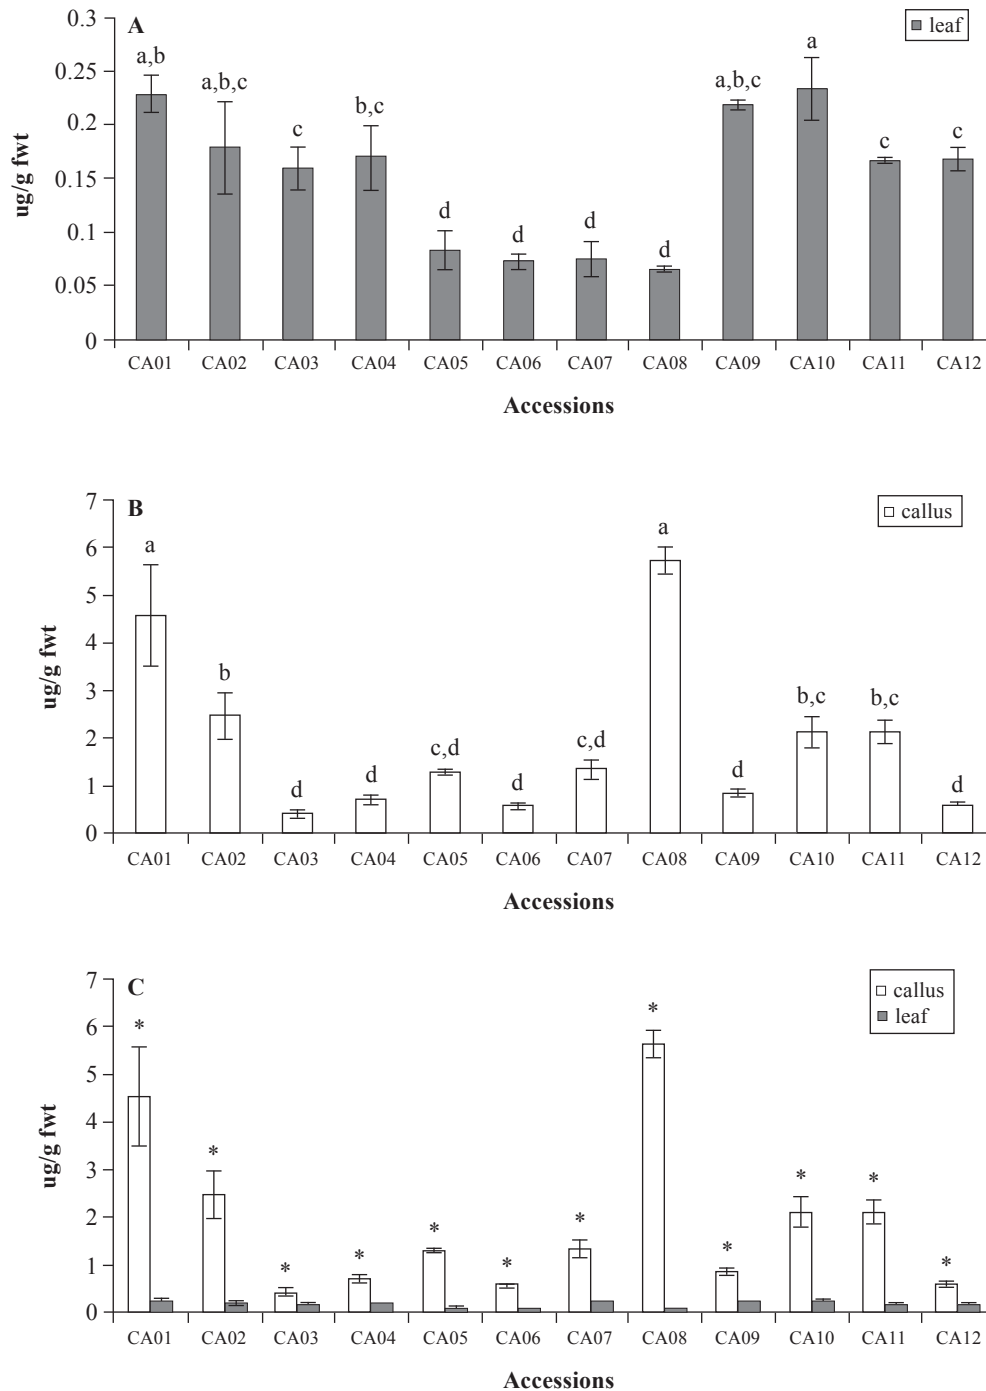 A
leaf
0.3
0.25
0.2
0.15
0.1
0.05
0
ug/g fwt
a,b
a,b,c
c
b,c
d
d
d
d
a,b,c
a
c
c
CA01 CA02 CA03 CA04 CA05 CA06 CA07 CA08 CA09 CA10 CA11 CA12
Accessions
B
callus
7
6
5
4
3
2
1
0
ug/g fwt
a
b
d
d
c,d
d
c,d
a
d
b,c
b,c
d
CA01 CA02 CA03 CA04 CA05 CA06 CA07 CA08 CA09 CA10 CA11 CA12
Accessions
C
callus
leaf
7
6
5
4
3
2
1
0
ug/g fwt
*
*
*
*
*
*
*
*
*
*
*
*
CA01 CA02 CA03 CA04 CA05 CA06 CA07 CA08 CA09 CA10 CA11 CA12
Accessions